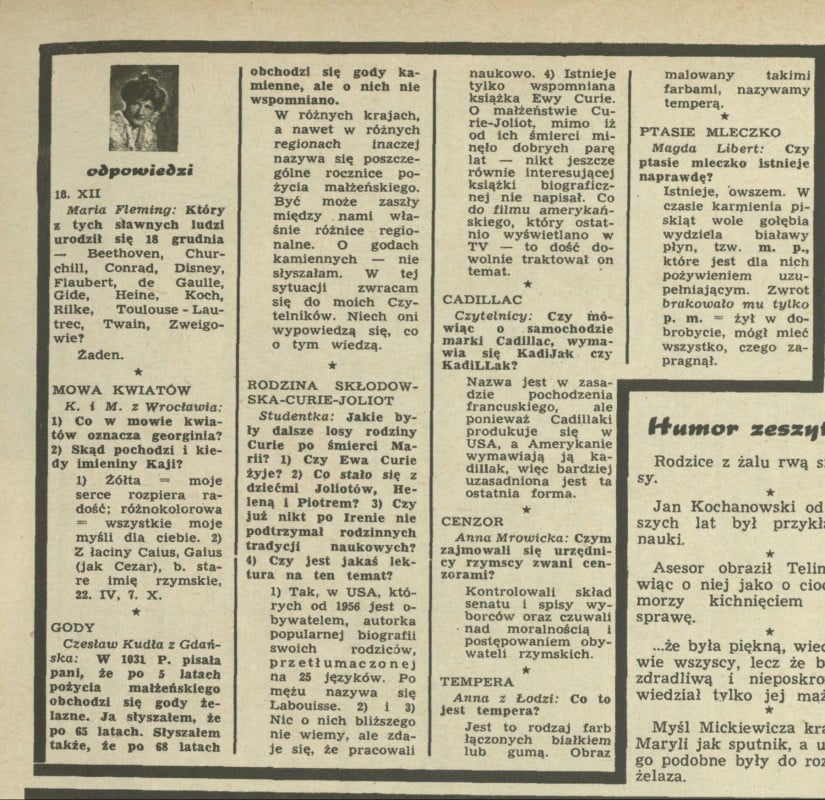 odpowiedzi
18. XII
Maria Fleming: Który
z tych sławnych ludzi
urodził się 18 grudnia
— Beethoven, Chur-
chill, Conrad, Disney,
Flaubert, de Gaulle,
Gide, Heine, Koch,
Rilke, Toulouse-Lau-
trec, Twain, Zweigo-
wie?
Żaden.
★
MOWA KWIATÓW
K. i M. z Wrocławia:
1) Co w mowie kwia-
tów oznacza georginia?
2) Skąd pochodzi i kie-
dy imieniny Kaji?
1) Żółta = moje
serce rozpiera ra-
dość; różnokolorowa
= wszystkie moje
myśli dla ciebie. 2)
Z łaciny Caius, Gaius
(jak Cezar), b. sta-
re imię rzymskie,
22. IV, 7. X.
★
GODY
Czesław Kudła z Gdań-
ska: W 1031 P. pisała
pani, że po 5 latach
pożycia małżeńskiego
obchodzi się gody że-
lazne. Ja słyszałem, że
po 65 latach. Słyszałem
także, że po 68 latach
obchodzi się gody ka-
mienne, ale o nich nie
wspomniano.
W różnych krajach,
a nawet w różnych
regionach inaczej
nazywa się poszcze-
gólne rocznice po-
życia małżeńskiego.
Być może zaszły
między nami wła-
śnie różnice regio-
nalne. O godach
kamiennych — nie
słyszałam. W tej
sytuacji zwracam
się do moich Czy-
telników. Niech oni
wypowiedzą się, co
o tym wiedzą.
★
RODZINA SKŁODOW-
SKA-CURIE-JOLIOT
Studentka: Jakie by-
ły dalsze losy rodziny
Curie po śmierci Ma-
rii? 1) Czy Ewa Curie
żyje? 2) Co stało się z
dziećmi Joliotów, He-
leną i Piotrem? 3) Czy
już nikt po Irenie nie
podtrzymał rodzinnych
tradycji naukowych?
4) Czy jest jakaś lek-
tura na ten temat?
1) Tak, w USA, któ-
rych od 1956 jest o-
bywatelem, autorka
popularnej biografii
swoich rodziców,
przetłumaczonej
na 25 języków. Po
mężu nazywa się
Labouisse. 2) i 3)
Nic o nich bliższego
nie wiemy, ale zda-
je się, że pracowali
naukowo. 4) Istnieje
tylko wspomniana
książka Ewy Curie.
O małżeństwie Cu-
rie-Joliot, mimo iż
od ich śmierci mi-
nęło dobrych parę
lat — nikt jeszcze
równie interesującej
książki biograficz-
nej nie napisał. Co
do filmu amerykań-
skiego, który ostat-
nio wyświetlano w
TV — to dość do-
wolnie traktował on
temat.
★
CADILLAC
Czytelnicy: Czy mó-
wiąc o samochodzie
marki Cadillac, wyma-
wia się KadiJak czy
KadiLLak?
Nazwa jest w zasa-
dzie pochodzenia
francuskiego, ale
ponieważ Cadillaki
produkuje się w
USA, a Amerykanie
wymawiają ją ka-
dillak, więc bardziej
uzasadniona jest ta
ostatnia forma.
★
CENZOR
Anna Mrowicka: Czym
zajmowali się urzędni-
cy rzymscy zwani cen-
zorami?
Kontrolowali skład
senatu i spisy wy-
borców oraz czuwali
nad moralnością i
postępowaniem oby-
wateli rzymskich.
★
TEMPERA
Anna z Łodzi: Co to
jest tempera?
Jest to rodzaj farb
łączonych białkiem
lub gumą. Obraz
malowany takimi
farbami, nazywamy
temperą.
★
PTASIE MLECZKO
Magda Libert: Czy
ptasie mleczko istnieje
naprawdę?
Istnieje, owszem. W
czasie karmienia pi-
skląt wole gołębia
wydziela białawy
płyn, tzw. m. p.,
które jest dla nich
pożywieniem uzu-
pełniającym. Zwrot
brakowało mu tylko
p. m. = żył w do-
brobycie, mógł mieć
wszystko, czego za-
pragnął.
Humor zeszyt
Rodzice z żalu rwą s
sy.
★
Jan Kochanowski od
szych lat był przykł
nauki.
★
Asesor obraził Telim
wiąc o niej jako o cioc
morzy kichnięciem
sprawę.
★
...że była piękną, wied
wie wszyscy, lecz że b
zdradliwą i nieposkro
wiedział tylko jej mąż
★
Myśl Mickiewicza krą
Maryli jak sputnik, a u
go podobne były do roz
żelaza.